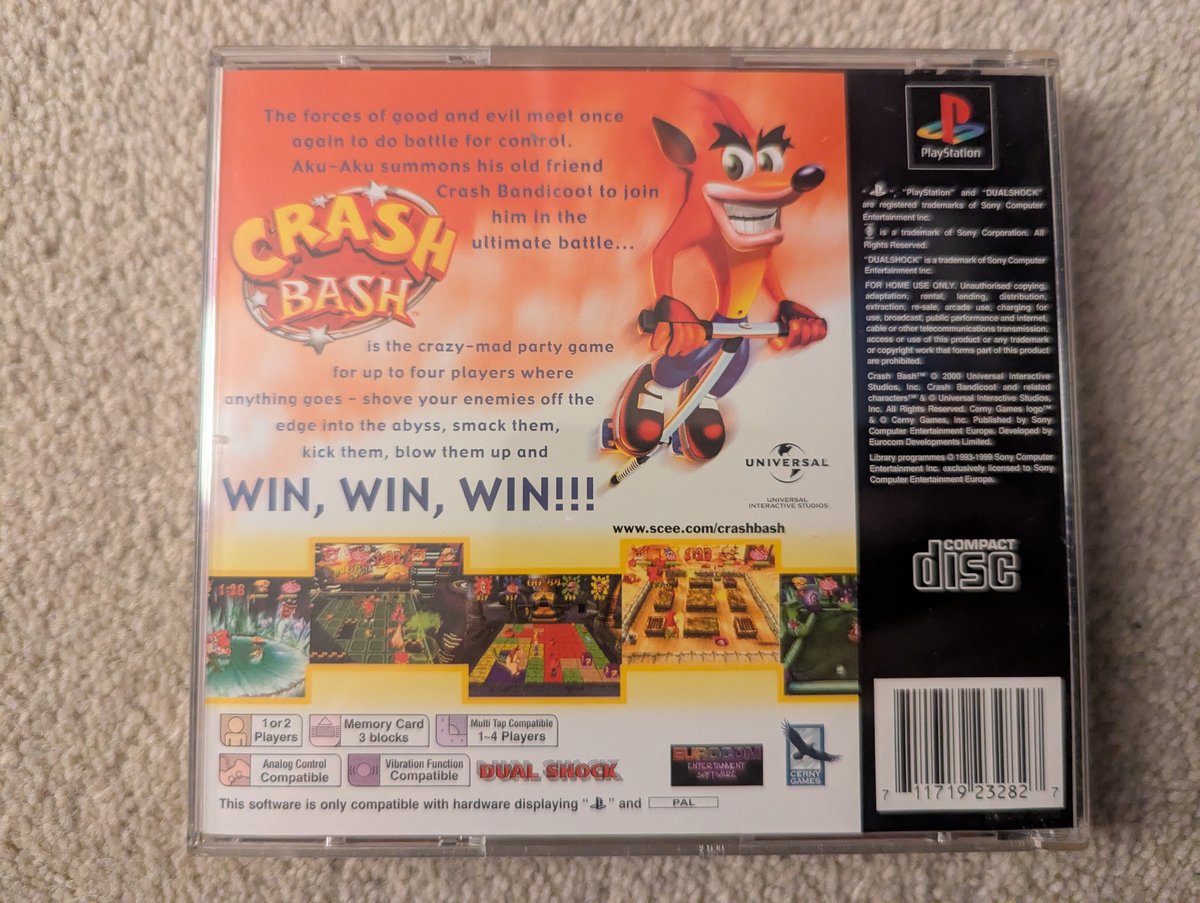 The forces of good and evil meet once
again to do battle for control.
Aku-Aku summons his old friend
Crash Bandicoot to join
him in the
ultimate battle...
CRASH
BASH™
is the crazy-mad party game
for up to four players where
anything goes - shove your enemies off the
edge into the abyss, smack them,
kick them, blow them up and
WIN, WIN, WIN!!!
UNIVERSAL
UNIVERSAL
INTERACTIVE STUDIOS
www.scee.com/crashbash
1:28
1 or 2
Players
Memory Card
3 blocks
Multi Tap Compatible
1~4 Players
Analog Control
Compatible
Vibration Function
Compatible
DUAL SHOCK
EUROCOM
ENTERTAINMENT
SOFTWARE
CERNY
GAMES
This software is only compatible with hardware displaying " " and PAL
PlayStation
" ", "PlayStation" and "DUALSHOCK"
are registered trademarks of Sony Computer
Entertainment Inc.
is a trademark of Sony Corporation. All
Rights Reserved.
"DUALSHOCK" is a trademark of Sony Computer
Entertainment Inc.
FOR HOME USE ONLY. Unauthorised copying,
adaptation, rental, lending, distribution,
extraction, re-sale, arcade use, charging for
use, broadcast, public performance and internet,
cable or other telecommunications transmission,
access or use of this product or any trademark
or copyright work that forms part of this product
are prohibited.
Crash Bash™ © 2000 Universal Interactive
Studios, Inc. Crash Bandicoot and related
characters™ & © Universal Interactive Studios,
Inc. All Rights Reserved. Cerny Games logo™
& © Cerny Games, Inc. Published by Sony
Computer Entertainment Europe. Developed by
Eurocom Developments Limited.
Library programmes © 1993-1999 Sony Computer
Entertainment Inc. exclusively licensed to Sony
Computer Entertainment Europe.
COMPACT
disc
7 11719 23282 7